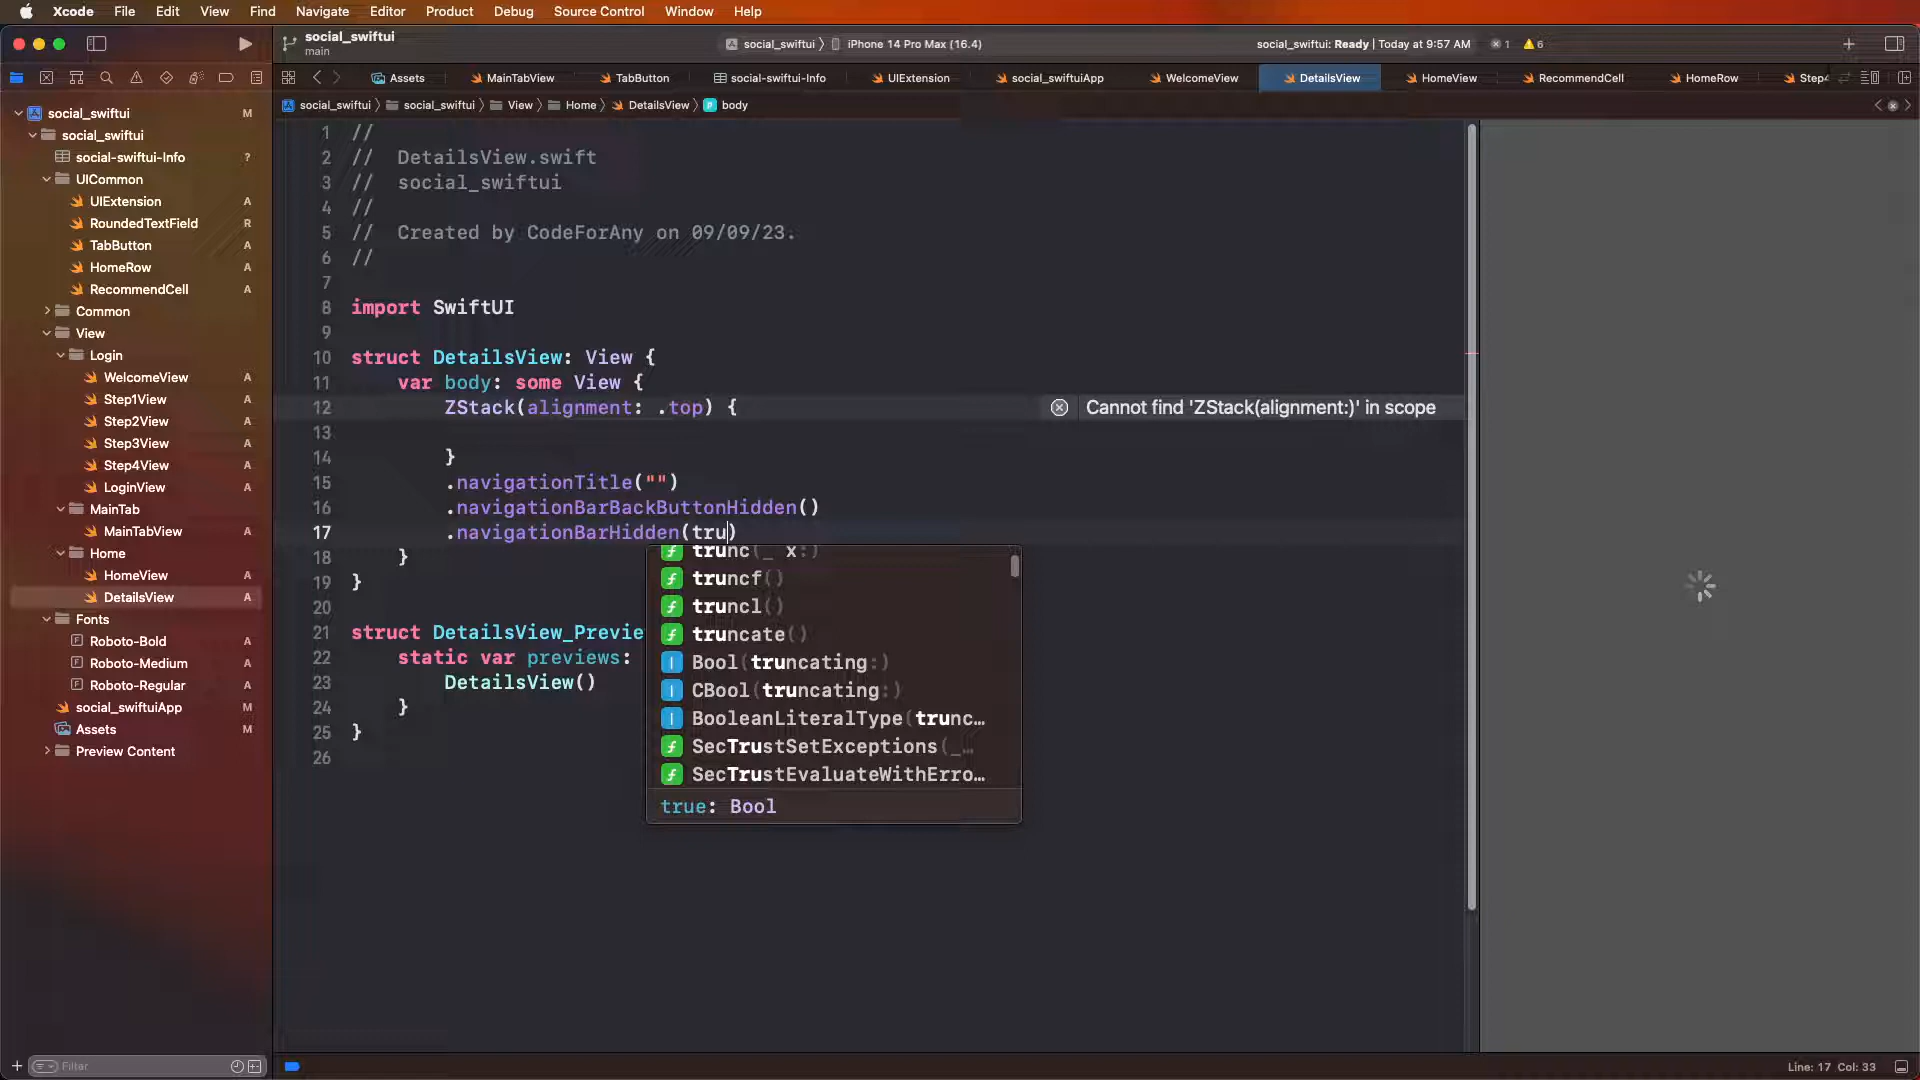 Xcode File Edit View Find Navigate Editor Product Debug Source Control Window Help
social_swiftui
main
social_swiftui 〉 iPhone 14 Pro Max (16.4)
social_swiftui: Ready | Today at 9:57 AM
1
6
Assets
MainTabView
TabButton
social-swiftui-Info
UIExtension
social_swiftuiApp
WelcomeView
DetailsView
HomeView
RecommendCell
HomeRow
Step4
social_swiftui 〉 social_swiftui 〉 View 〉 Home 〉 DetailsView 〉 body
social_swiftui M
social_swiftui
social-swiftui-Info ?
UICommon
UIExtension A
RoundedTextField R
TabButton A
HomeRow A
RecommendCell A
Common
View
Login
WelcomeView A
Step1View A
Step2View A
Step3View A
Step4View A
LoginView A
MainTab
MainTabView A
Home
HomeView A
DetailsView A
Fonts
Roboto-Bold A
Roboto-Medium A
Roboto-Regular A
social_swiftuiApp M
Assets M
Preview Content
Filter
1 //
2 //  DetailsView.swift
3 //  social_swiftui
4 //
5 //  Created by CodeForAny on 09/09/23.
6 //
7
8 import SwiftUI
9
10 struct DetailsView: View {
11     var body: some View {
12         ZStack(alignment: .top) {
Cannot find 'ZStack(alignment:)' in scope
13
14         }
15         .navigationTitle("")
16         .navigationBarBackButtonHidden()
17         .navigationBarHidden(tru)
18     }
19 }
20
21 struct DetailsView_Previe
22     static var previews:
23         DetailsView()
24     }
25 }
26
trunc(_ x:)
truncf()
truncl()
truncate()
Bool(truncating:)
CBool(truncating:)
BooleanLiteralType(trunc…
SecTrustSetExceptions(_…
SecTrustEvaluateWithErro…
true: Bool
Line: 17 Col: 33